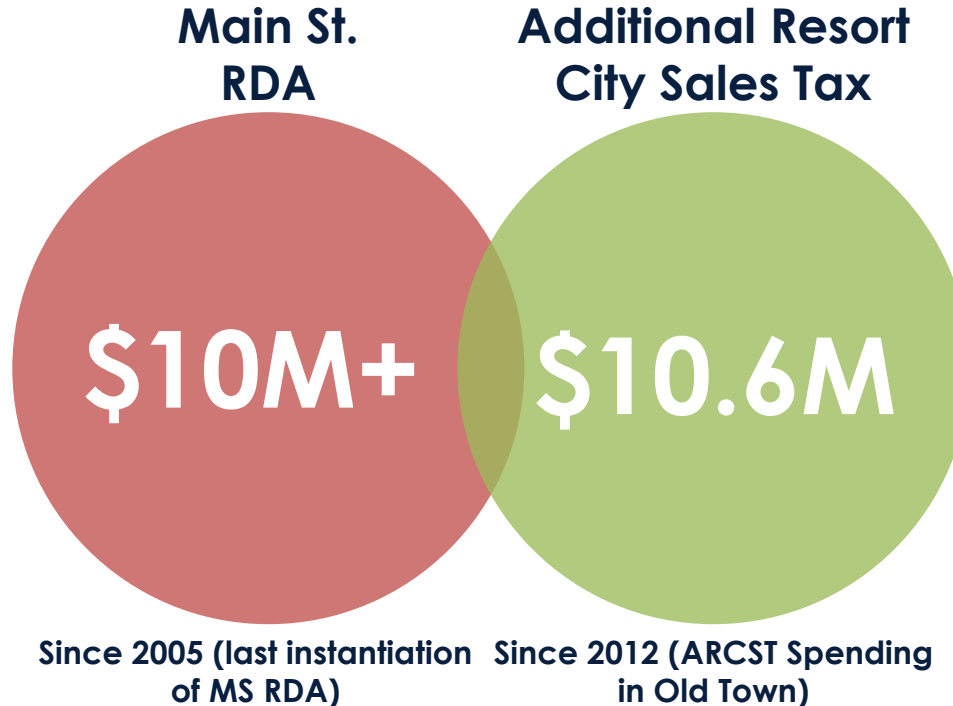 Main St.
RDA
Additional Resort
City Sales Tax
$10M+
$10.6M
Since 2005 (last instantiation
of MS RDA)
Since 2012 (ARCST Spending
in Old Town)